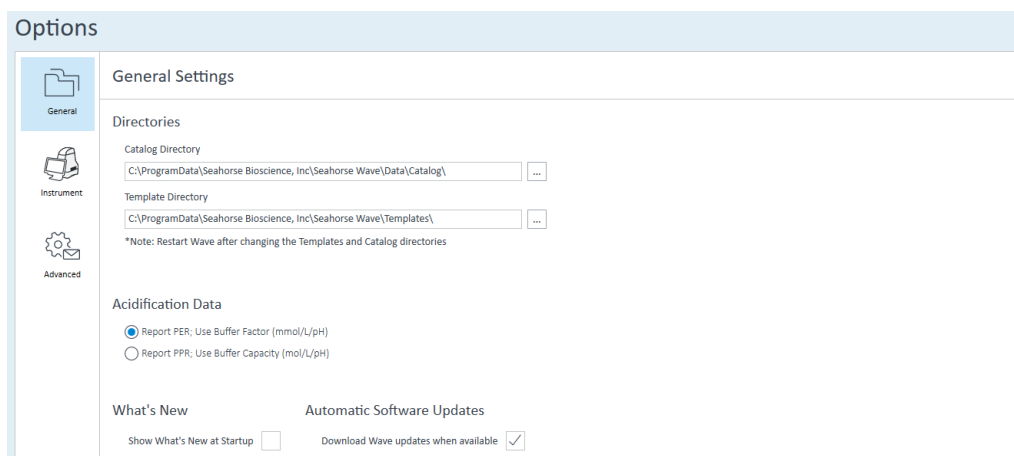 Options
General
General Settings
Directories
Catalog Directory
C:\ProgramData\Seahorse Bioscience, Inc\Seahorse Wave\Data\Catalog\
...
Instrument
Template Directory
C:\ProgramData\Seahorse Bioscience, Inc\Seahorse Wave\Templates\
...
*Note: Restart Wave after changing the Templates and Catalog directories
Advanced
Acidification Data
Report PER; Use Buffer Factor (mmol/L/pH)
Report PPR; Use Buffer Capacity (mol/L/pH)
What's New
Automatic Software Updates
Show What's New at Startup
Download Wave updates when available